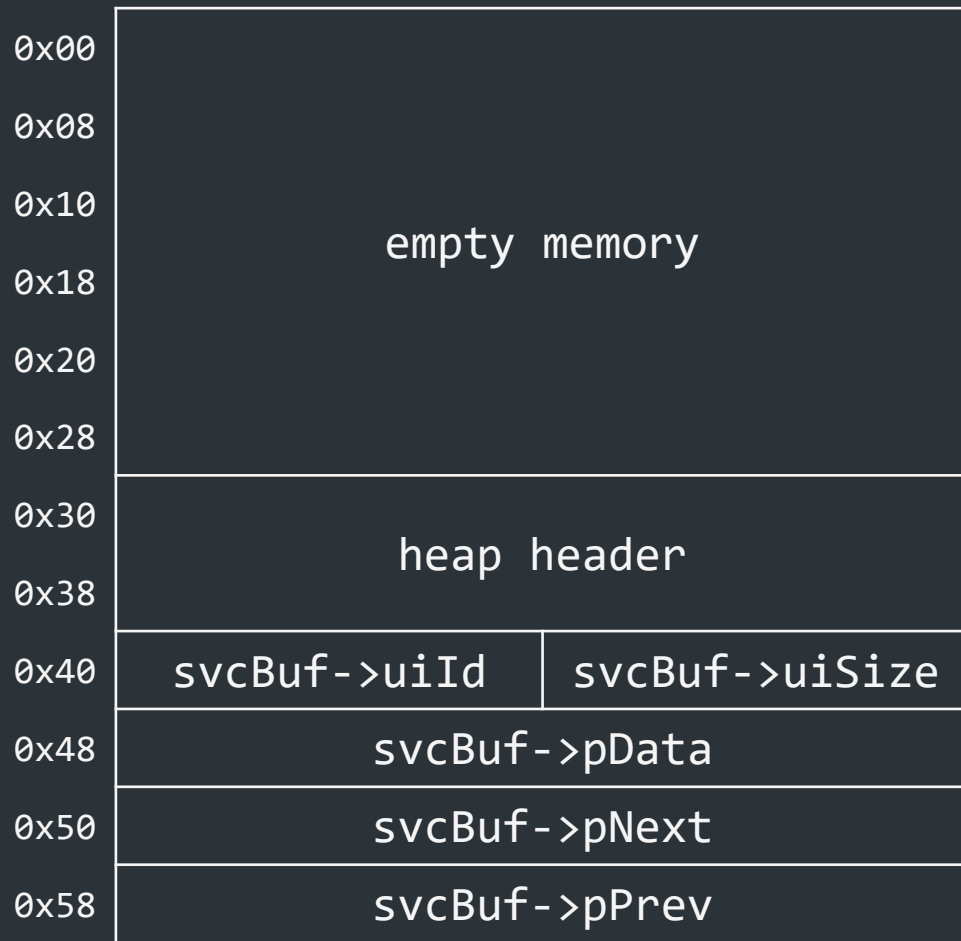 0x00
0x08
0x10
empty memory
0x18
0x20
0x28
0x30
heap header
0x38
0x40 svcBuf->uiId svcBuf->uiSize
0x48 svcBuf->pData
0x50 svcBuf->pNext
0x58 svcBuf->pPrev